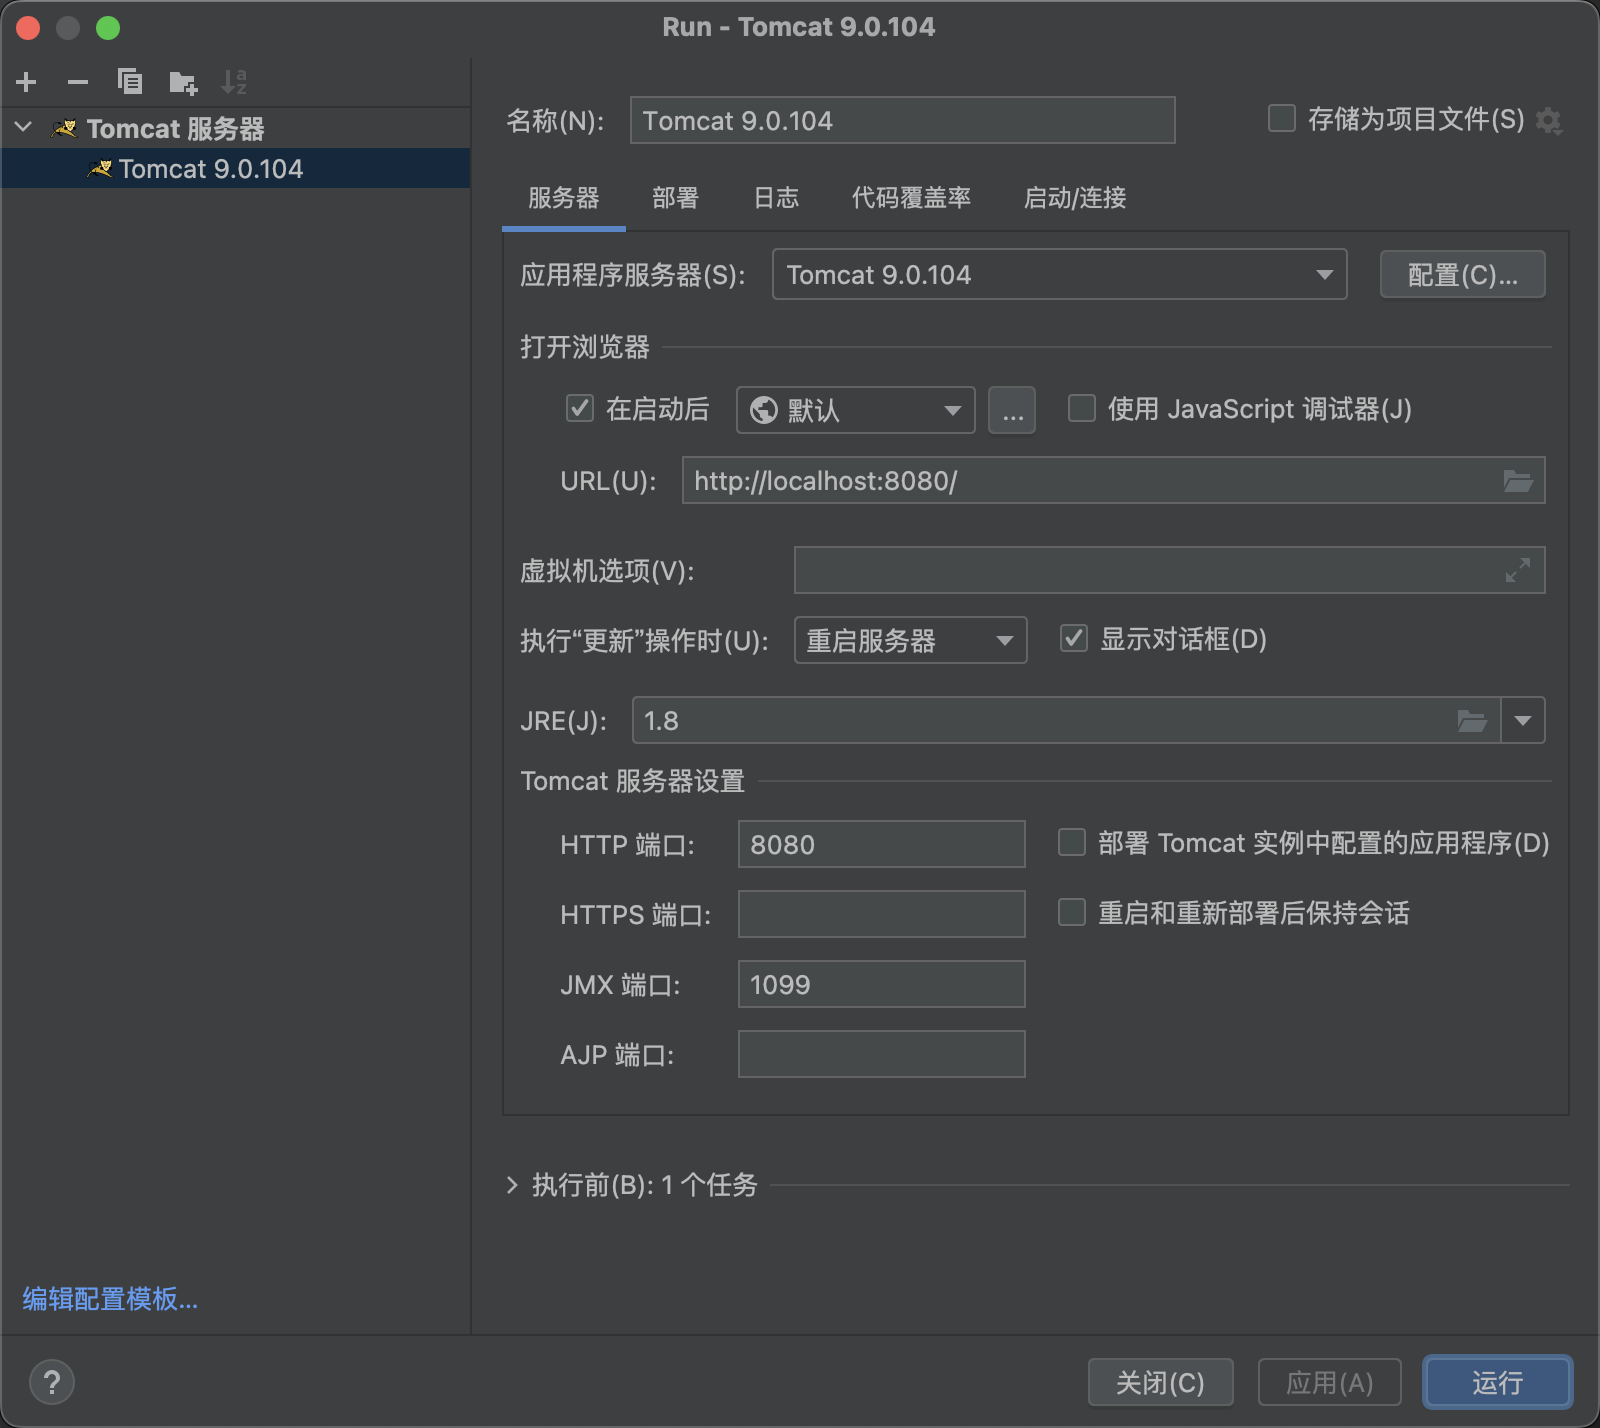 Run - Tomcat 9.0.104
Tomcat 服务器
Tomcat 9.0.104
编辑配置模板...
名称(N): Tomcat 9.0.104 存储为项目文件(S)
服务器 部署 日志 代码覆盖率 启动/连接
应用程序服务器(S): Tomcat 9.0.104 配置(C)...
打开浏览器
在启动后 默认 ... 使用 JavaScript 调试器(J)
URL(U): http://localhost:8080/
虚拟机选项(V):
执行“更新”操作时(U): 重启服务器 显示对话框(D)
JRE(J): 1.8
Tomcat 服务器设置
HTTP 端口: 8080 部署 Tomcat 实例中配置的应用程序(D)
HTTPS 端口: 重启和重新部署后保持会话
JMX 端口: 1099
AJP 端口:
执行前(B): 1 个任务
? 关闭(C) 应用(A) 运行